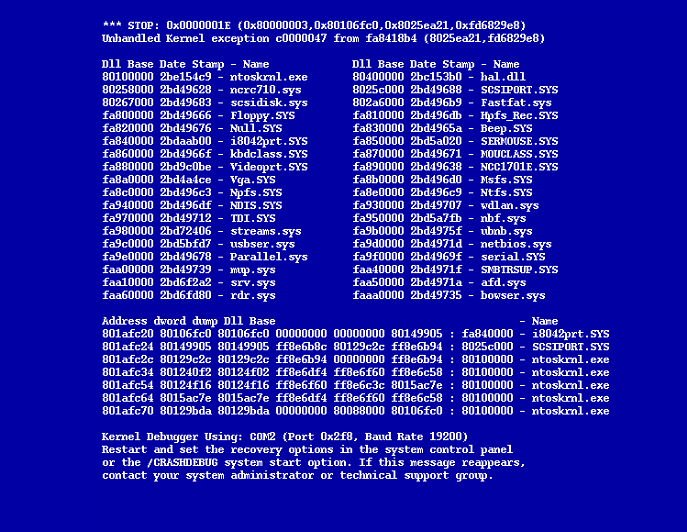 *** STOP: 0x0000001E (0x80000003,0x80106fc0,0x8025ea21,0xfd6829e8)
Unhandled Kernel exception c0000047 from fa8418b4 (8025ea21,fd6829e8)
Dll Base Date Stamp - Name Dll Base Date Stamp - Name
80100000 2be154c9 - ntoskrnl.exe 80400000 2bc153b0 - hal.dll
80258000 2bd49628 - ncrc710.sys 8025c000 2bd49688 - SCSIPORT.SYS
80267000 2bd49683 - scsidisk.sys 802a6000 2bd496b9 - Fastfat.sys
fa800000 2bd49666 - Floppy.SYS fa810000 2bd496db - Hpfs_Rec.SYS
fa820000 2bd49676 - Null.SYS fa830000 2bd4965a - Beep.SYS
fa840000 2bdaab00 - i8042prt.SYS fa850000 2bd5a020 - SERMOUSE.SYS
fa860000 2bd4966f - kbdclass.SYS fa870000 2bd49671 - MOUCLASS.SYS
fa880000 2bd9c0be - Videoprt.SYS fa890000 2bd49638 - NCC1701E.SYS
fa8a0000 2bd4a4ce - Vga.SYS fa8b0000 2bd496d0 - Msfs.SYS
fa8c0000 2bd496c3 - Npfs.SYS fa8e0000 2bd496c9 - Ntfs.SYS
fa940000 2bd496df - NDIS.SYS fa930000 2bd49707 - wdlan.sys
fa970000 2bd49712 - TDI.SYS fa950000 2bd5a7fb - nbf.sys
fa980000 2bd72406 - streams.sys fa9b0000 2bd4975f - ubnb.sys
fa9c0000 2bd5bfd7 - usbser.sys fa9d0000 2bd4971d - netbios.sys
fa9e0000 2bd49678 - Parallel.sys fa9f0000 2bd4969f - serial.SYS
faa00000 2bd49739 - mup.sys faa40000 2bd4971f - SMBTRSUP.SYS
faa10000 2bd6f2a2 - srv.sys faa50000 2bd4971a - afd.sys
faa60000 2bd6fd80 - rdr.sys faaa0000 2bd49735 - bowser.sys
Address dword dump Dll Base - Name
801afc20 80106fc0 80106fc0 00000000 00000000 80149905 : fa840000 - i8042prt.SYS
801afc24 80149905 80149905 ff8e6b8c 80129c2c ff8e6b94 : 8025c000 - SCSIPORT.SYS
801afc2c 80129c2c 80129c2c ff8e6b94 00000000 ff8e6b94 : 80100000 - ntoskrnl.exe
801afc34 801240f2 80124f02 ff8e6df4 ff8e6f60 ff8e6c58 : 80100000 - ntoskrnl.exe
801afc54 80124f16 80124f16 ff8e6f60 ff8e6c3c 8015ac7e : 80100000 - ntoskrnl.exe
801afc64 8015ac7e 8015ac7e ff8e6df4 ff8e6f60 ff8e6c58 : 80100000 - ntoskrnl.exe
801afc70 80129bda 80129bda 00000000 80088000 80106fc0 : 80100000 - ntoskrnl.exe
Kernel Debugger Using: COM2 (Port 0x2f8, Baud Rate 19200)
Restart and set the recovery options in the system control panel
or the /CRASHDEBUG system start option. If this message reappears,
contact your system administrator or technical support group.